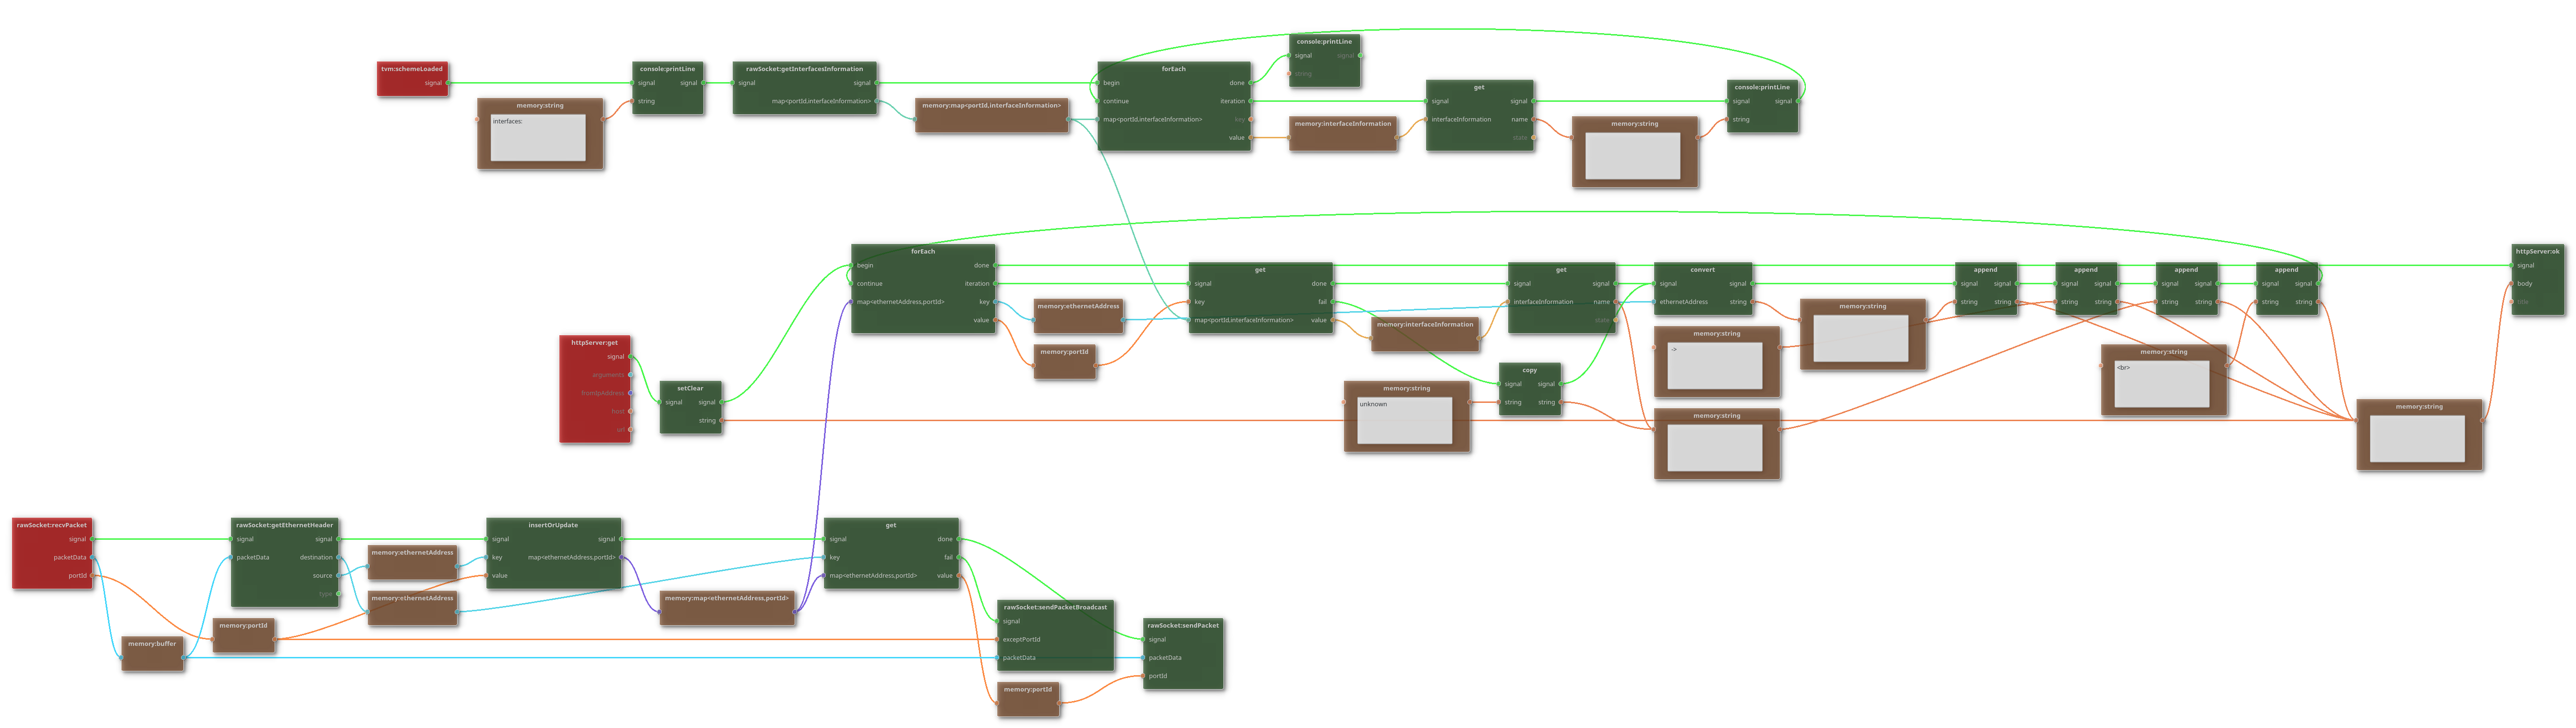 console:printLine
signal signal
string
tvm:schemeLoaded
signal
console:printLine
signal signal
string
rawSocket:getInterfacesInformation
signal signal
map<portId,interfaceInformation>
forEach
begin done
continue iteration
map<portId,interfaceInformation> key
value
get
signal signal
interfaceInformation name
state
console:printLine
signal signal
string
memory:string
interfaces:
memory:map<portId,interfaceInformation>
memory:interfaceInformation
memory:string
forEach
begin done
continue iteration
map<ethernetAddress,portId> key
value
get
signal done
key fail
map<portId,interfaceInformation> value
get
signal signal
interfaceInformation name
state
convert
signal signal
ethernetAddress string
append
signal signal
string string
append
signal signal
string string
append
signal signal
string string
append
signal signal
string string
httpServer:ok
signal
body
title
memory:ethernetAddress
memory:portId
memory:interfaceInformation
memory:string
memory:string
->
memory:string
<br>
httpServer:get
signal
arguments
fromIpAddress
host
url
setClear
signal signal
string
memory:string
unknown
copy
signal signal
string string
memory:string
memory:string
rawSocket:recvPacket
signal
packetData
portId
rawSocket:getEthernetHeader
signal signal
packetData destination
source
type
memory:ethernetAddress
memory:ethernetAddress
insertOrUpdate
signal signal
key map<ethernetAddress,portId>
value
get
signal done
key fail
map<ethernetAddress,portId> value
memory:map<ethernetAddress,portId>
memory:portId
memory:buffer
rawSocket:sendPacketBroadcast
signal
exceptPortId
packetData
rawSocket:sendPacket
signal
packetData
portId
memory:portId